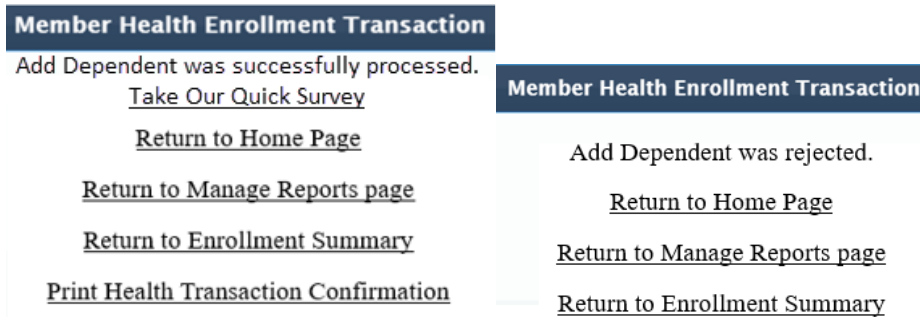 Member Health Enrollment Transaction
Add Dependent was successfully processed.
Take Our Quick Survey
Return to Home Page
Return to Manage Reports page
Return to Enrollment Summary
Print Health Transaction Confirmation
Member Health Enrollment Transaction
Add Dependent was rejected.
Return to Home Page
Return to Manage Reports page
Return to Enrollment Summary